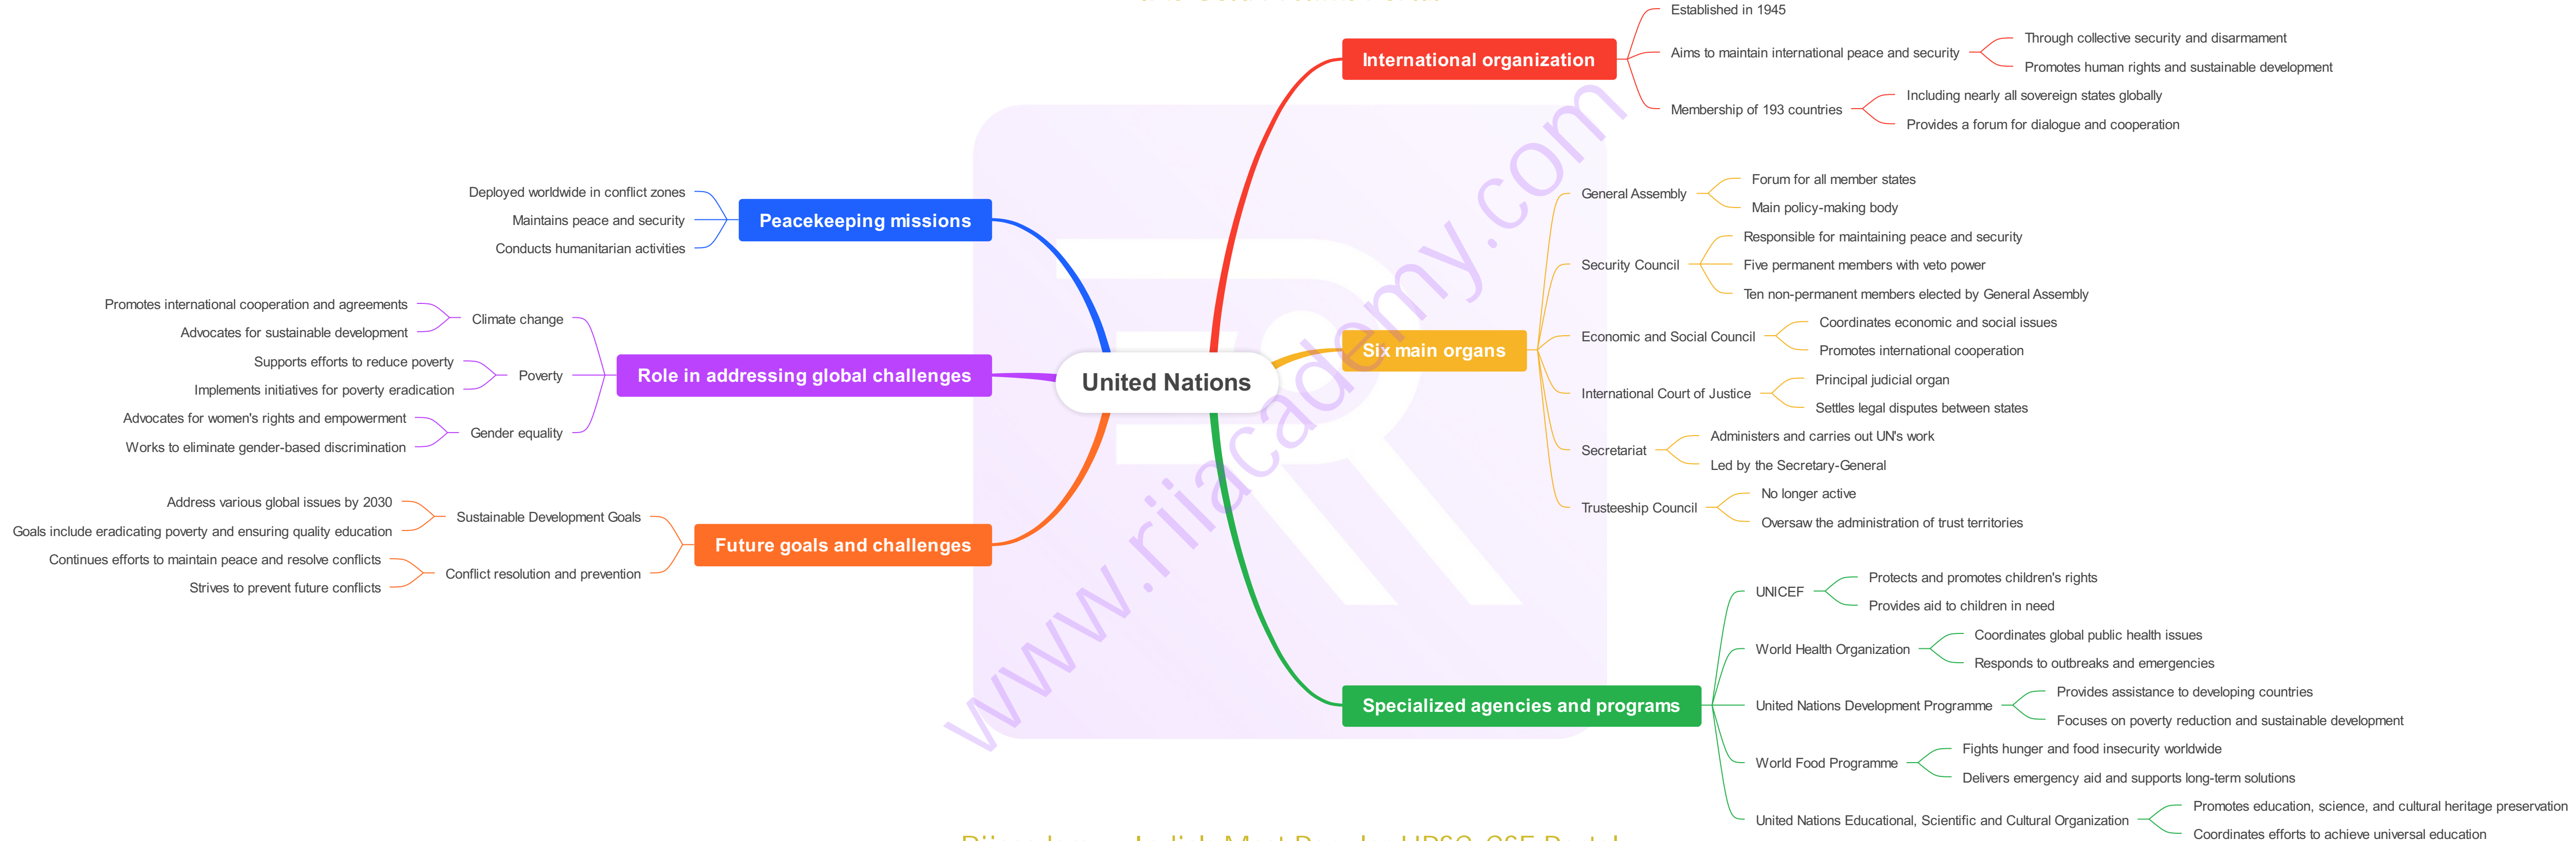 United Nations
International organization
Established in 1945
Aims to maintain international peace and security
Through collective security and disarmament
Promotes human rights and sustainable development
Membership of 193 countries
Including nearly all sovereign states globally
Provides a forum for dialogue and cooperation
Six main organs
General Assembly
Forum for all member states
Main policy-making body
Security Council
Responsible for maintaining peace and security
Five permanent members with veto power
Ten non-permanent members elected by General Assembly
Economic and Social Council
Coordinates economic and social issues
Promotes international cooperation
International Court of Justice
Principal judicial organ
Settles legal disputes between states
Secretariat
Administers and carries out UN's work
Led by the Secretary-General
Trusteeship Council
No longer active
Oversaw the administration of trust territories
Specialized agencies and programs
UNICEF
Protects and promotes children's rights
Provides aid to children in need
World Health Organization
Coordinates global public health issues
Responds to outbreaks and emergencies
United Nations Development Programme
Provides assistance to developing countries
Focuses on poverty reduction and sustainable development
World Food Programme
Fights hunger and food insecurity worldwide
Delivers emergency aid and supports long-term solutions
United Nations Educational, Scientific and Cultural Organization
Promotes education, science, and cultural heritage preservation
Coordinates efforts to achieve universal education
Peacekeeping missions
Deployed worldwide in conflict zones
Maintains peace and security
Conducts humanitarian activities
Role in addressing global challenges
Climate change
Promotes international cooperation and agreements
Advocates for sustainable development
Poverty
Supports efforts to reduce poverty
Implements initiatives for poverty eradication
Gender equality
Advocates for women's rights and empowerment
Works to eliminate gender-based discrimination
Future goals and challenges
Sustainable Development Goals
Address various global issues by 2030
Goals include eradicating poverty and ensuring quality education
Conflict resolution and prevention
Continues efforts to maintain peace and resolve conflicts
Strives to prevent future conflicts
www.rijiacademy.com